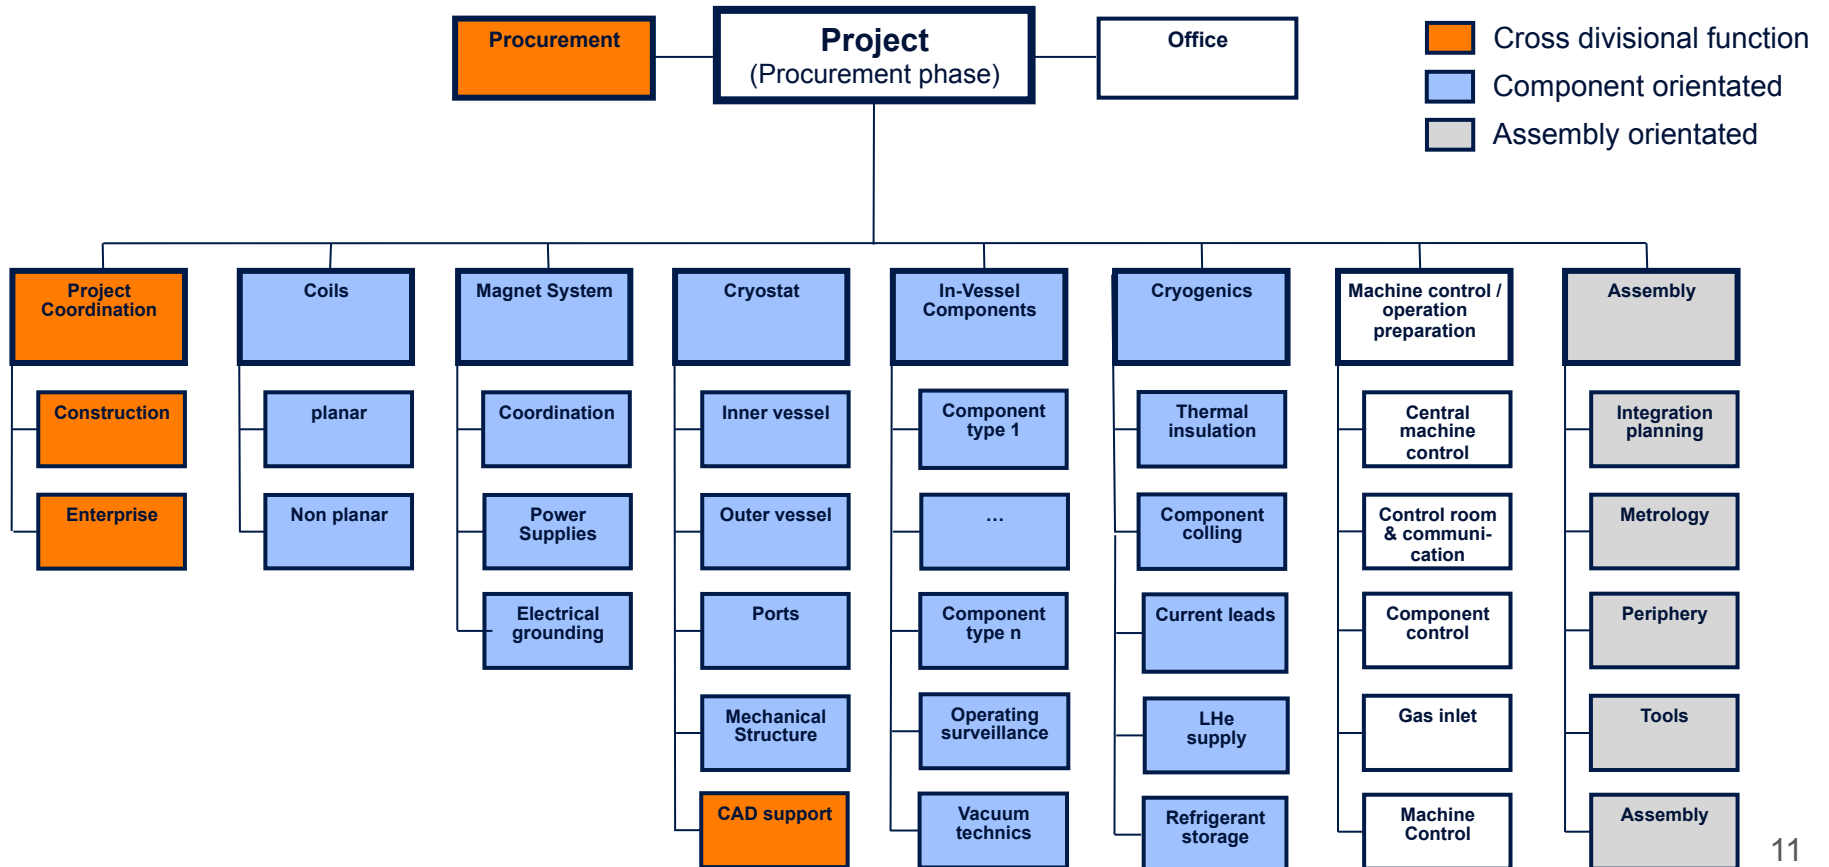 Procurement
Project
(Procurement phase)
Office
Cross divisional function
Component orientated
Assembly orientated
Project
Coordination
Coils
Magnet System
Cryostat
In-Vessel
Components
Cryogenics
Machine control /
operation
preparation
Assembly
Construction
planar
Coordination
Inner vessel
Component
type 1
Thermal
insulation
Central
machine
control
Integration
planning
Enterprise
Non planar
Power
Supplies
Outer vessel
…
Component
colling
Control room
& communi-
cation
Metrology
Electrical
grounding
Ports
Component
type n
Current leads
Component
control
Periphery
Mechanical
Structure
Operating
surveillance
LHe
supply
Gas inlet
Tools
CAD support
Vacuum
technics
Refrigerant
storage
Machine
Control
Assembly
11